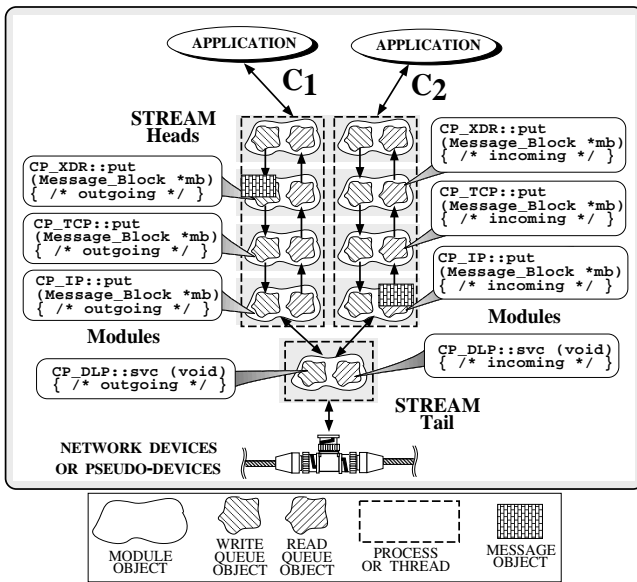 APPLICATION
APPLICATION
C1
C2
STREAM
Heads
CP_XDR::put
(Message_Block *mb)
{ /* outgoing */ }
CP_TCP::put
(Message_Block *mb)
{ /* outgoing */ }
CP_IP::put
(Message_Block *mb)
{ /* outgoing */ }
Modules
CP_DLP::svc (void)
{ /* outgoing */ }
CP_XDR::put
(Message_Block *mb)
{ /* incoming */ }
CP_TCP::put
(Message_Block *mb)
{ /* incoming */ }
CP_IP::put
(Message_Block *mb)
{ /* incoming */ }
Modules
CP_DLP::svc (void)
{ /* incoming */ }
STREAM
Tail
NETWORK DEVICES
OR PSEUDO-DEVICES
MODULE
OBJECT
WRITE
QUEUE
OBJECT
READ
QUEUE
OBJECT
PROCESS
OR THREAD
MESSAGE
OBJECT